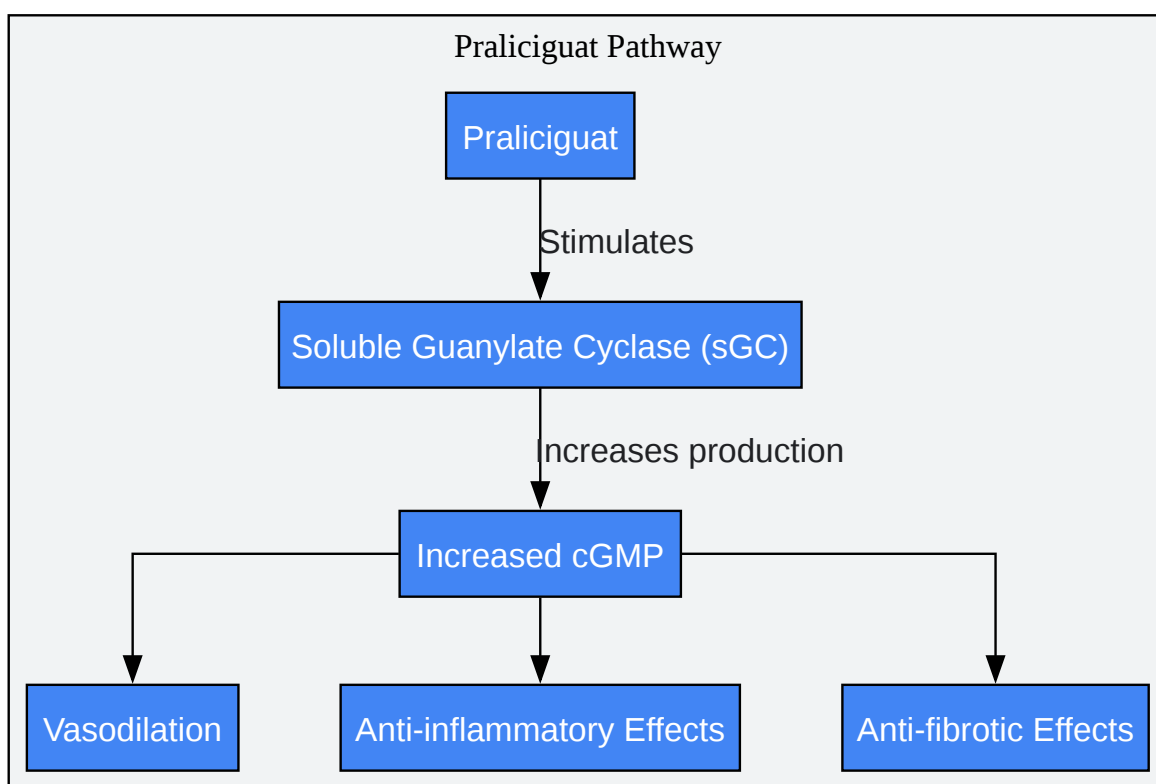 Praliciguat Pathway
Praliciguat
Stimulates
Soluble Guanylate Cyclase (sGC)
Increases production
Increased cGMP
Vasodilation
Anti-inflammatory Effects
Anti-fibrotic Effects